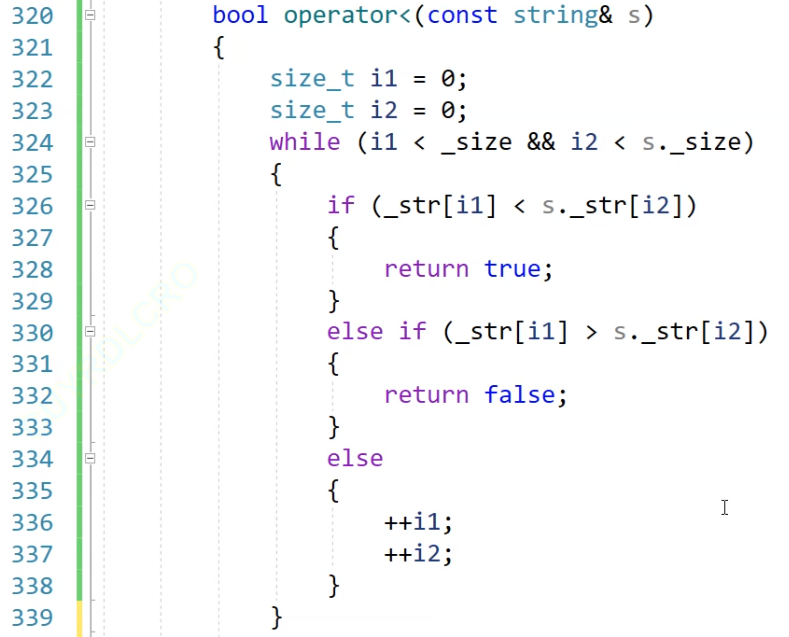 320 bool operator<(const string& s)
321 {
322 size_t i1 = 0;
323 size_t i2 = 0;
324 while (i1 < _size && i2 < s._size)
325 {
326 if (_str[i1] < s._str[i2])
327 {
328 return true;
329 }
330 else if (_str[i1] > s._str[i2])
331 {
332 return false;
333 }
334 else
335 {
336 ++i1;
337 ++i2;
338 }
339 }